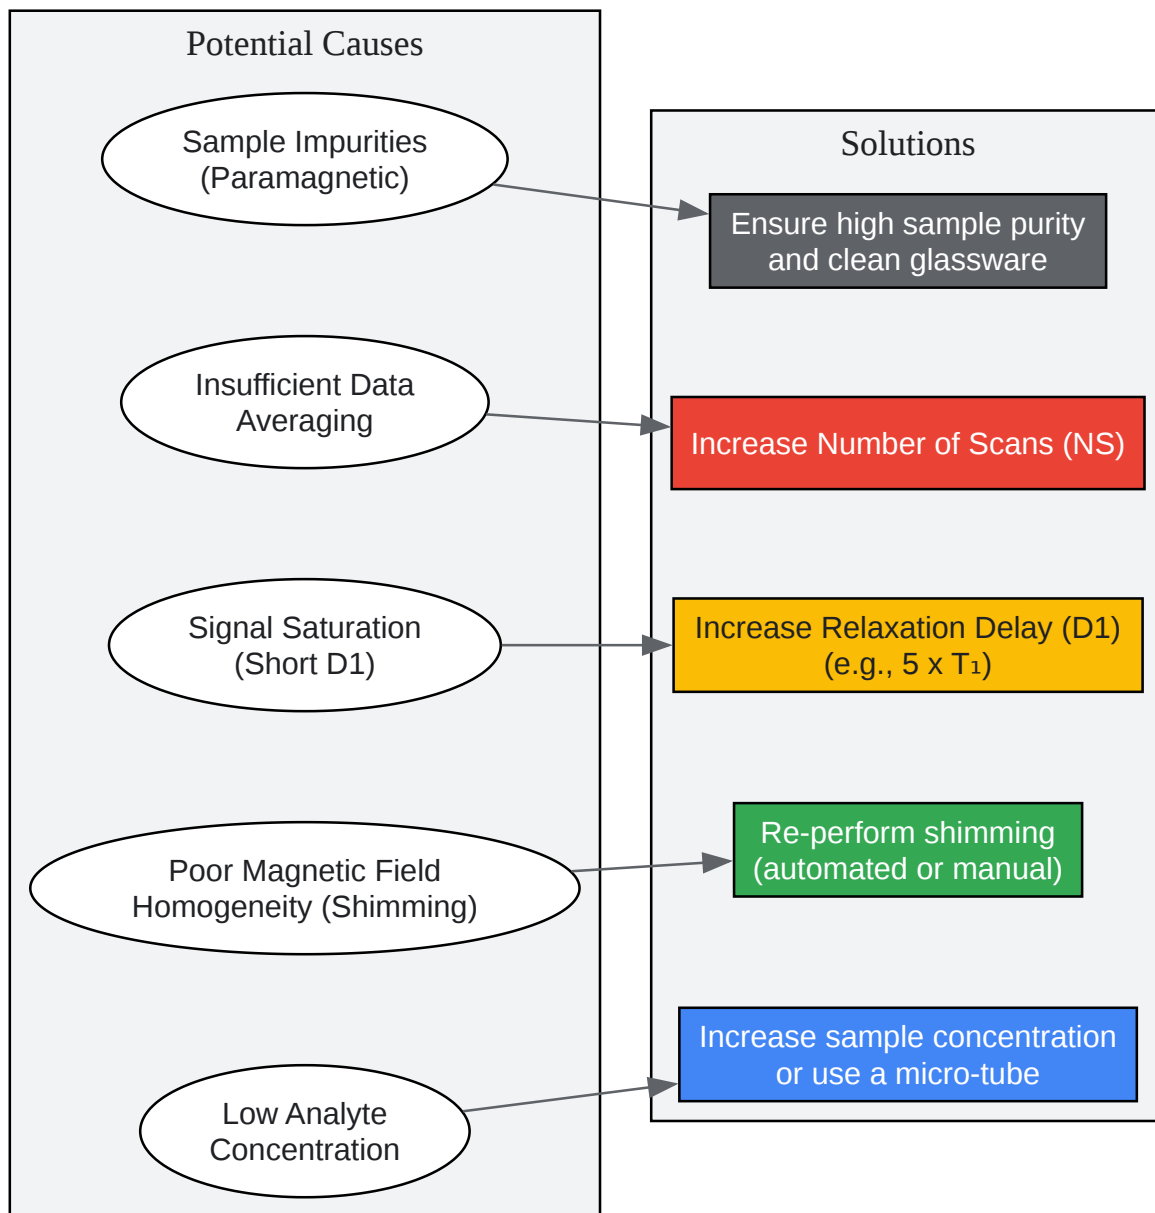 Potential Causes
Sample Impurities
(Paramagnetic)
Insufficient Data
Averaging
Signal Saturation
(Short D1)
Poor Magnetic Field
Homogeneity (Shimming)
Low Analyte
Concentration
Solutions
Ensure high sample purity
and clean glassware
Increase Number of Scans (NS)
Increase Relaxation Delay (D1)
(e.g., 5 x T₁)
Re-perform shimming
(automated or manual)
Increase sample concentration
or use a micro-tube